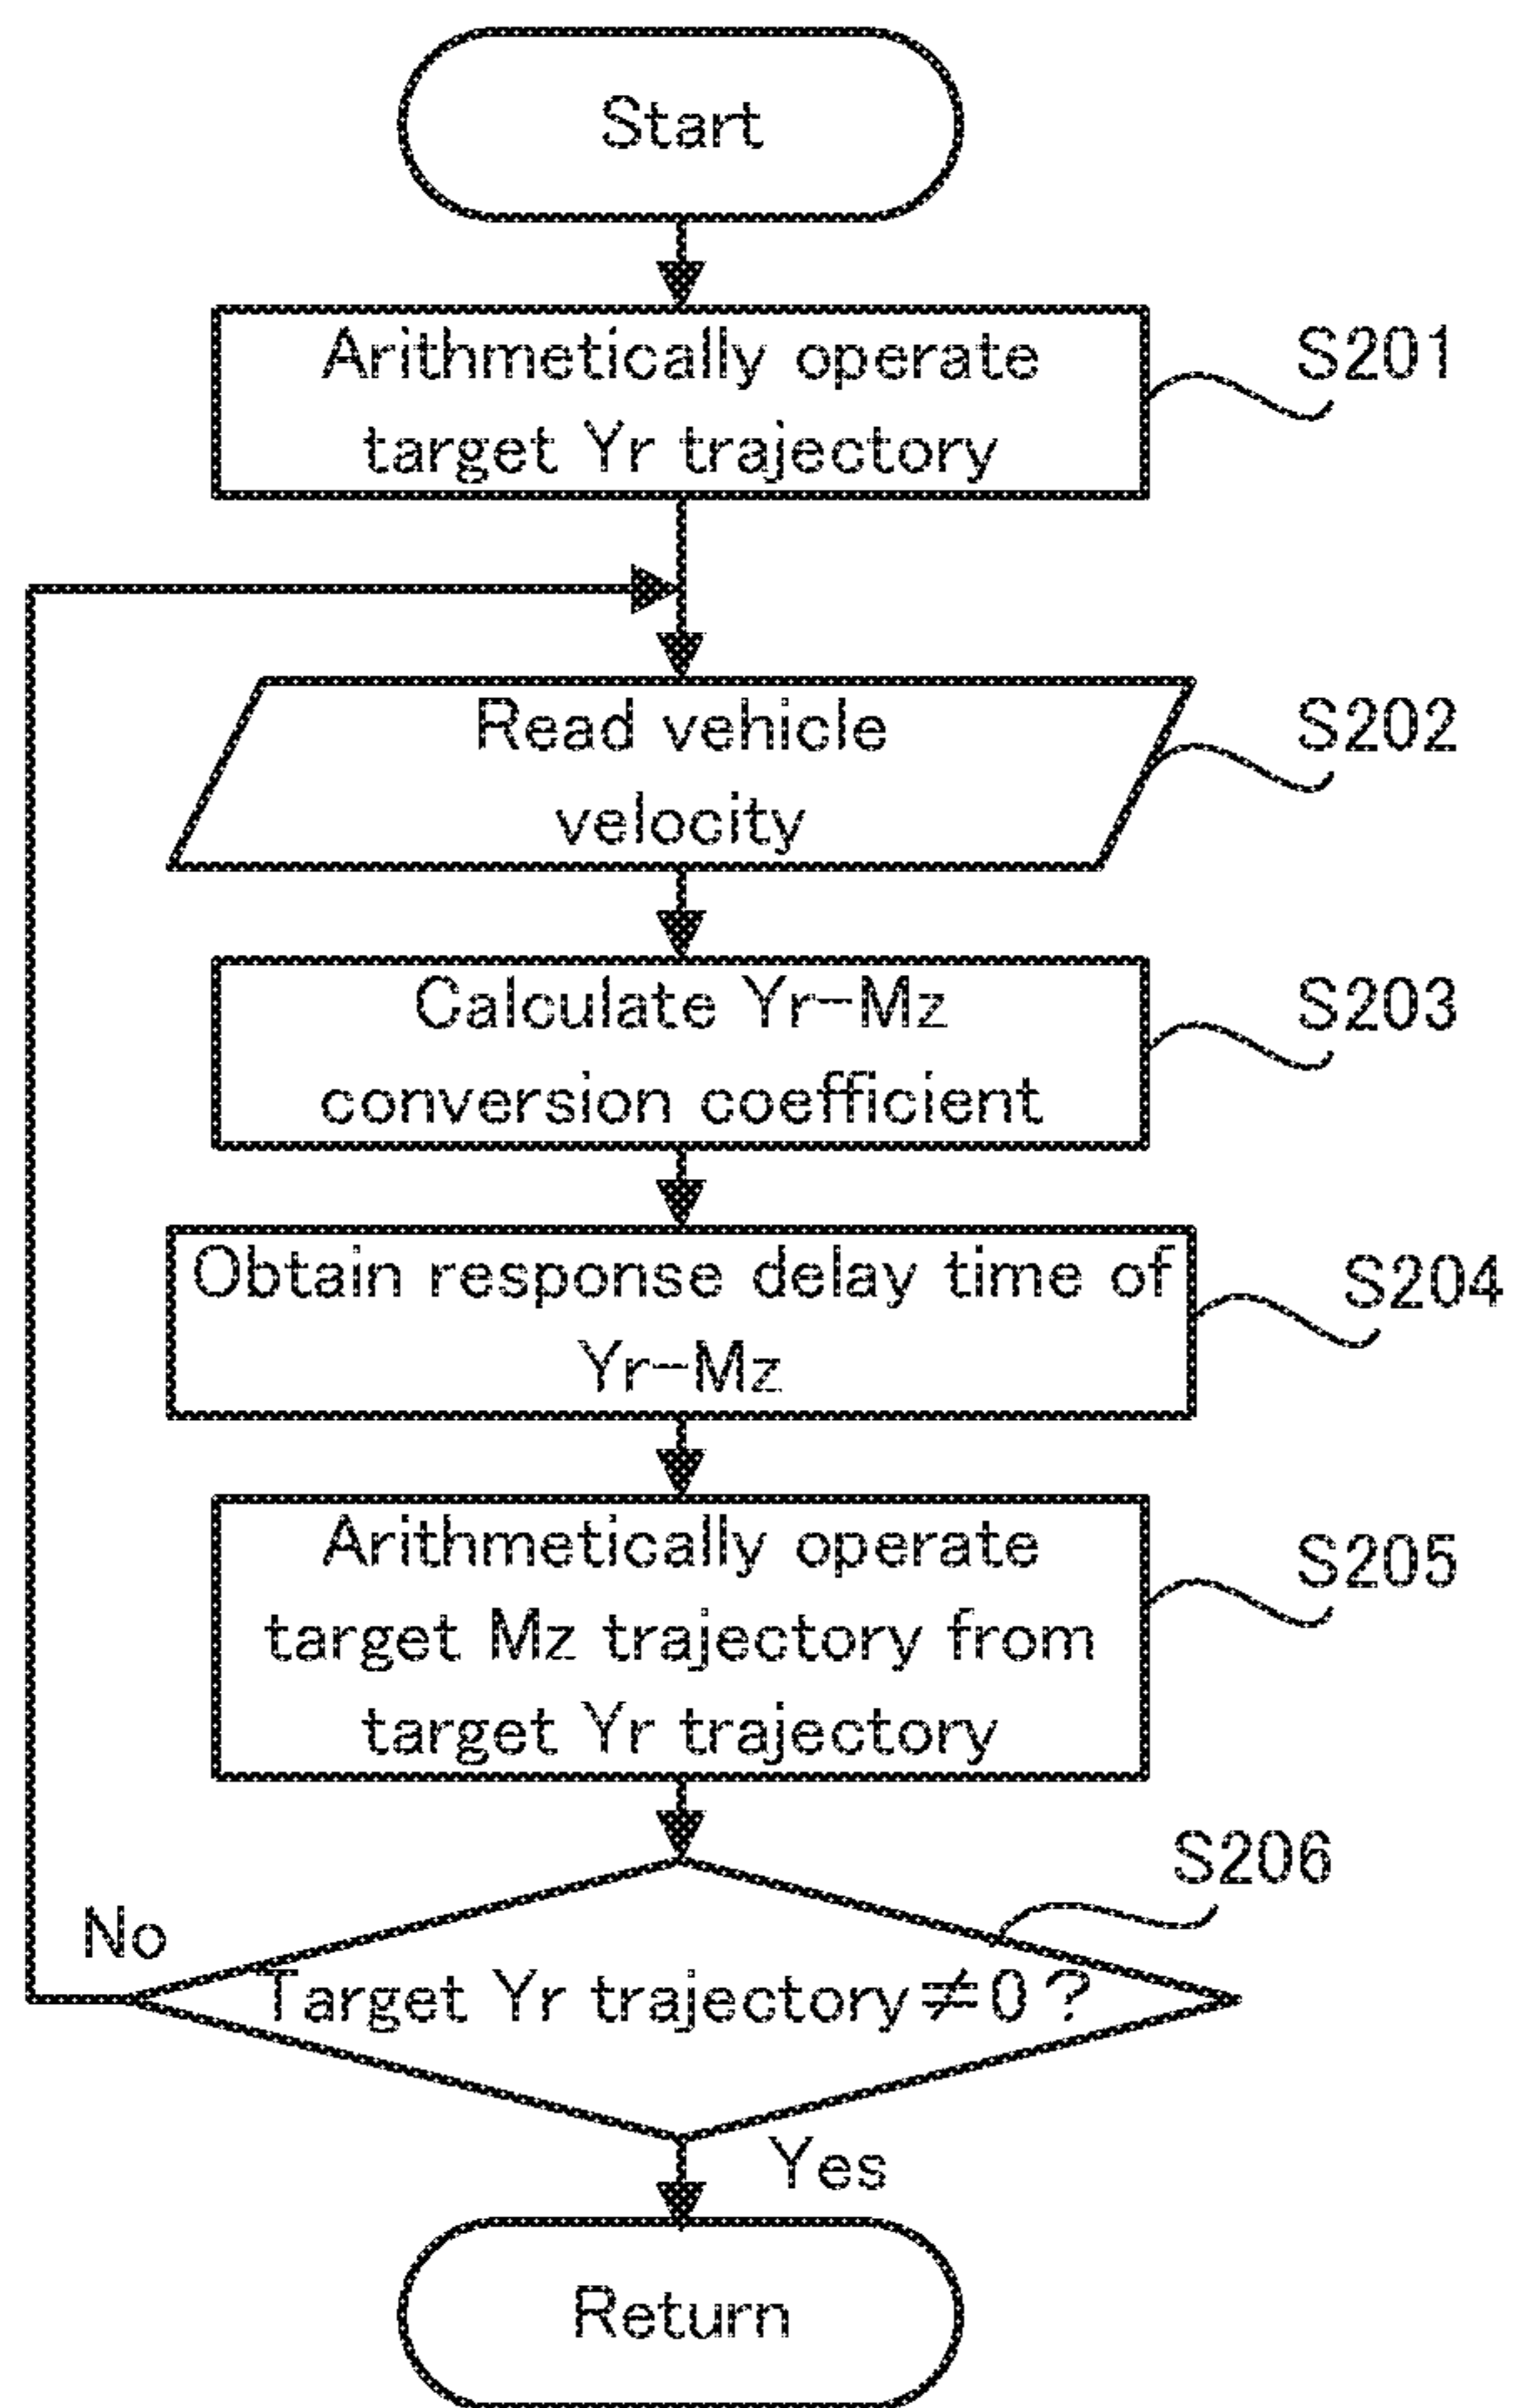 Start
Arithmetically operate
target Yr trajectory
S201
Read vehicle
velocity
S202
Calculate Yr-Mz
conversion coefficient
S203
Obtain response delay time of
Yr-Mz
S204
Arithmetically operate
target Mz trajectory from
target Yr trajectory
S205
S206
No
Target Yr trajectory≠0?
Yes
Return